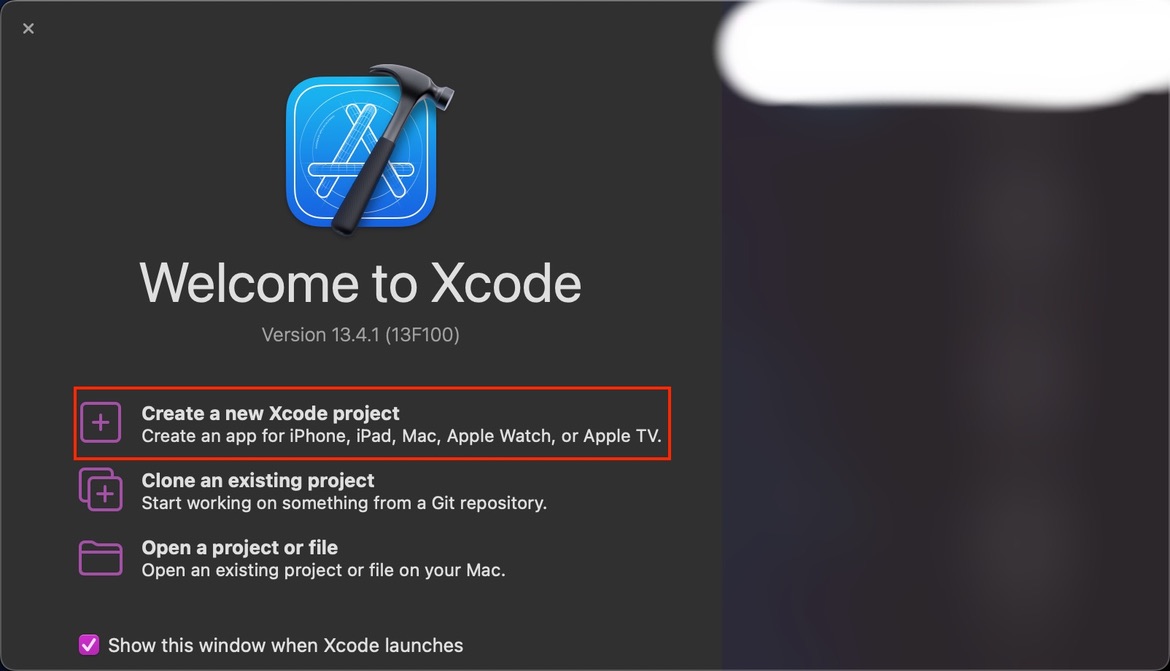 Welcome to Xcode
Version 13.4.1 (13F100)
Create a new Xcode project
Create an app for iPhone, iPad, Mac, Apple Watch, or Apple TV.
Clone an existing project
Start working on something from a Git repository.
Open a project or file
Open an existing project or file on your Mac.
Show this window when Xcode launches